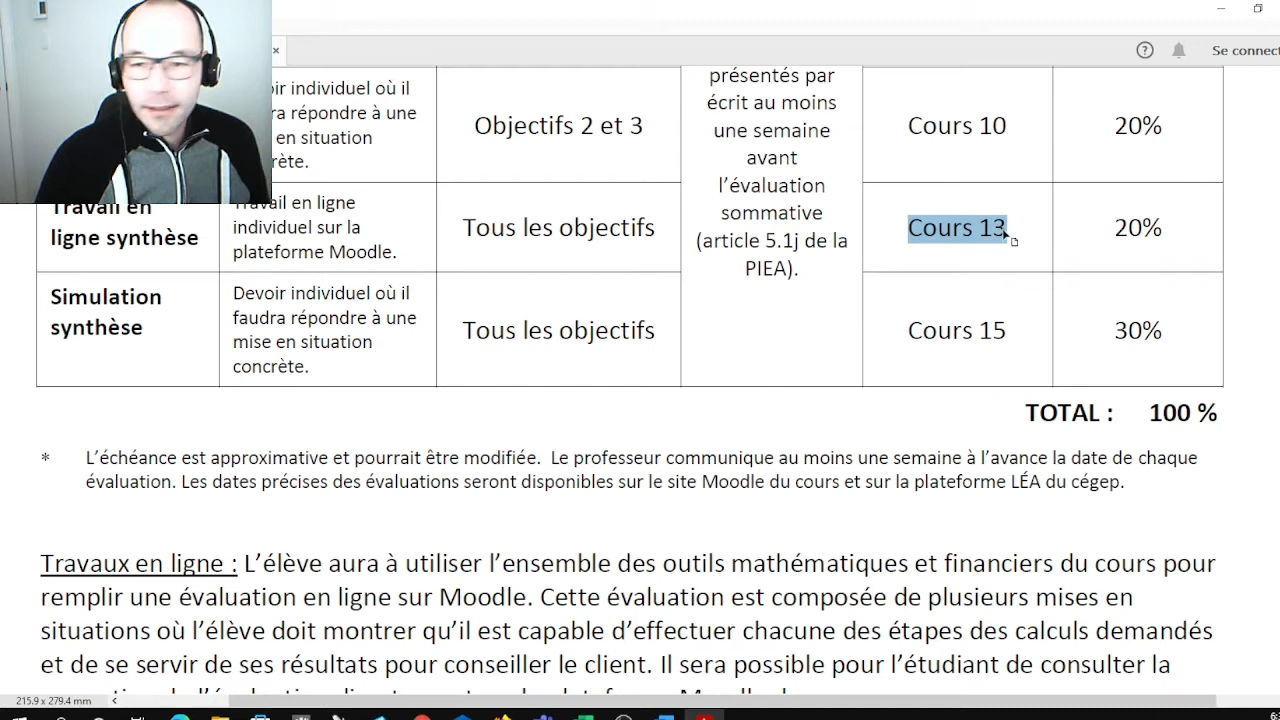 Se connect
présentés par
écrit au moins
une semaine
avant
l'évaluation
sommative
(article 5.1j de la
PIEA).
individuel où il
répondre à une
en situation
Objectifs 2 et 3
Cours 10
20%
Travail en
ligne synthèse
Travail en ligne
individuel sur la
plateforme Moodle.
Tous les objectifs
Cours 13
20%
Simulation
synthèse
Devoir individuel où il
faudra répondre à une
mise en situation
concrète.
Tous les objectifs
Cours 15
30%
TOTAL : 100 %
* L'échéance est approximative et pourrait être modifiée. Le professeur communique au moins une semaine à l'avance la date de chaque
évaluation. Les dates précises des évaluations seront disponibles sur le site Moodle du cours et sur la plateforme LÉA du cégep.
Travaux en ligne : L'élève aura à utiliser l'ensemble des outils mathématiques et financiers du cours pour
remplir une évaluation en ligne sur Moodle. Cette évaluation est composée de plusieurs mises en
situations où l'élève doit montrer qu'il est capable d'effectuer chacune des étapes des calculs demandés
et de se servir de ses résultats pour conseiller le client. Il sera possible pour l'étudiant de consulter la
215.9 x 279.4 mm